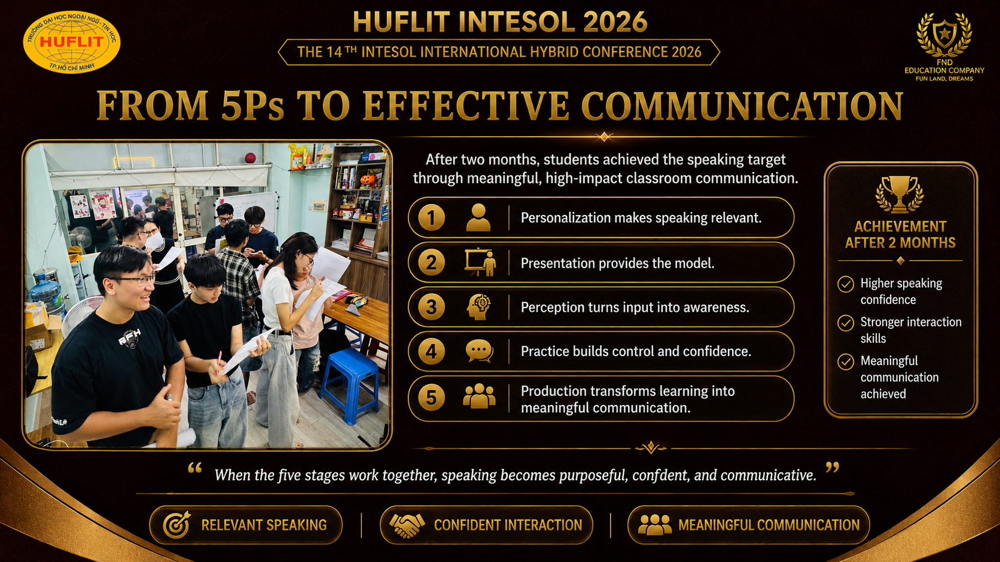 TRƯỜNG ĐẠI HỌC NGOẠI NGỮ - TIN HỌC
HUFLIT
TP. HỒ CHÍ MINH
HUFLIT INTESOL 2026
THE 14TH INTESOL INTERNATIONAL HYBRID CONFERENCE 2026
FND
EDUCATION COMPANY
FUN LAND, DREAMS
FROM 5Ps TO EFFECTIVE COMMUNICATION
After two months, students achieved the speaking target
through meaningful, high-impact classroom communication.
1 Personalization makes speaking relevant.
2 Presentation provides the model.
3 Perception turns input into awareness.
4 Practice builds control and confidence.
5 Production transforms learning into
meaningful communication.
ACHIEVEMENT
AFTER 2 MONTHS
Higher speaking
confidence
Stronger interaction
skills
Meaningful
communication
achieved
“ When the five stages work together, speaking becomes purposeful, confdent, and communicative. ”
RELEVANT SPEAKING
CONFIDENT INTERACTION
MEANINGFUL COMMUNICATION